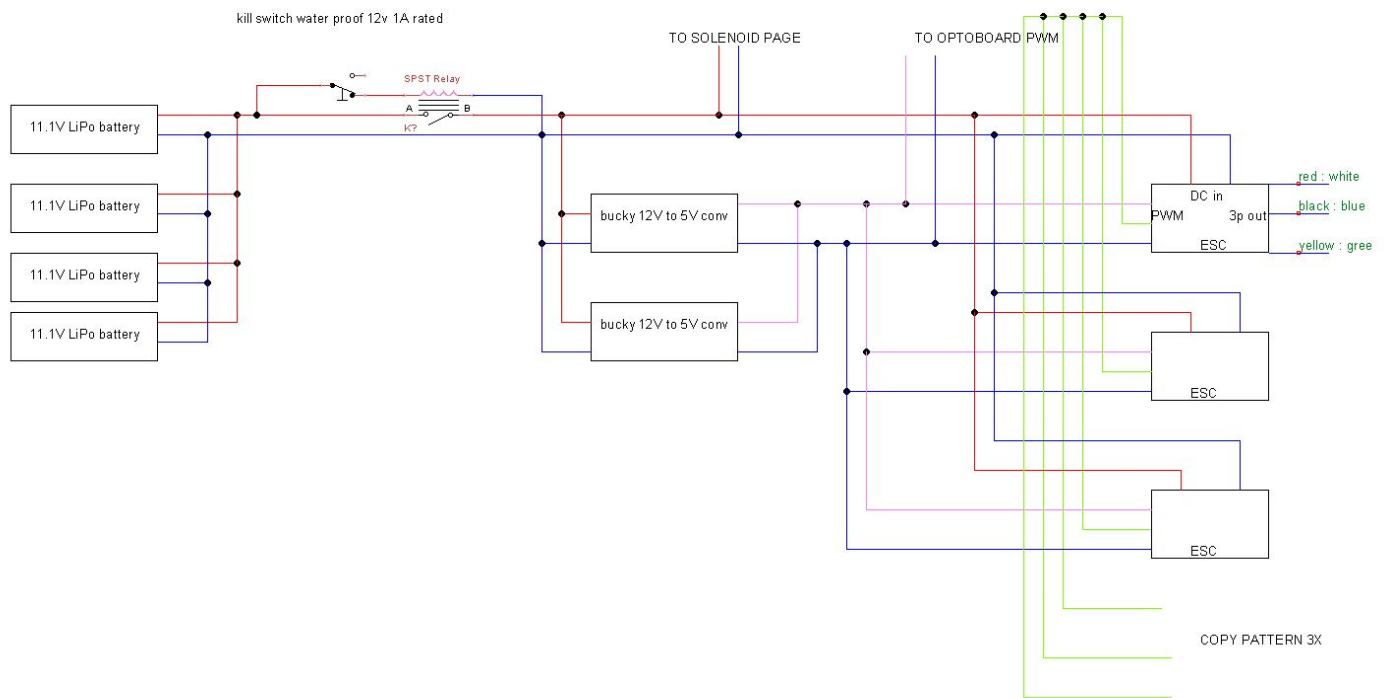 kill switch water proof 12v 1A rated
TO SOLENOID PAGE
TO OPTOBOARD PWM
SPST Relay
A
B
K?
11.1V LiPo battery
11.1V LiPo battery
11.1V LiPo battery
11.1V LiPo battery
bucky 12V to 5V conv
bucky 12V to 5V conv
DC in
PWM
3p out
ESC
red : white
black : blue
yellow : gree
ESC
ESC
COPY PATTERN 3X